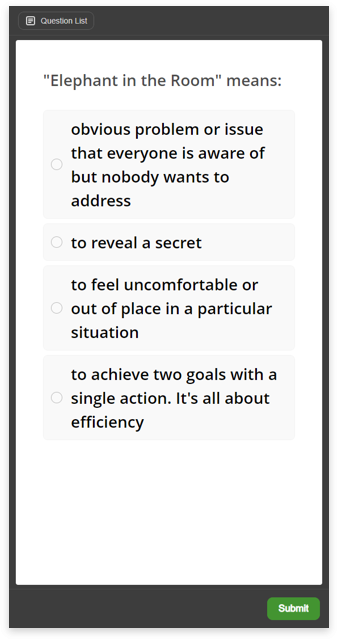 Question List
"Elephant in the Room" means:
obvious problem or issue
that everyone is aware of
but nobody wants to
address
to reveal a secret
to feel uncomfortable or
out of place in a particular
situation
to achieve two goals with a
single action. It's all about
efficiency
Submit